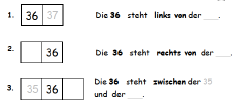 1. 36 37 Die 36 steht links von der ___.
2. 36 Die 36 steht rechts von der ___.
3. 35 36 Die 36 steht zwischen der 35
und der ___.